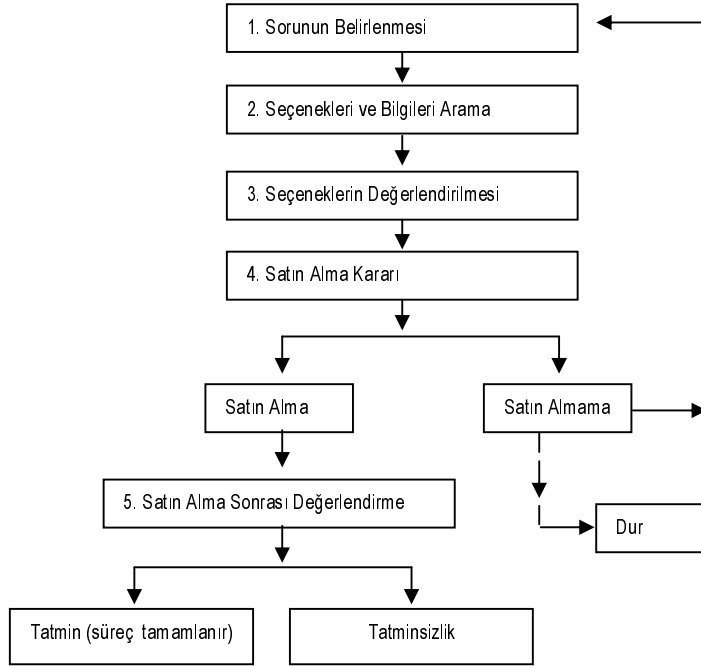 1. Sorunun Belirlenmesi
2. Seçenekleri ve Bilgileri Arama
3. Seçeneklerin Değerlendirilmesi
4. Satın Alma Kararı
Satın Alma
Satın Almama
5. Satın Alma Sonrası Değerlendirme
Dur
Tatmin (süreç tamamlanır)
Tatminsizlik